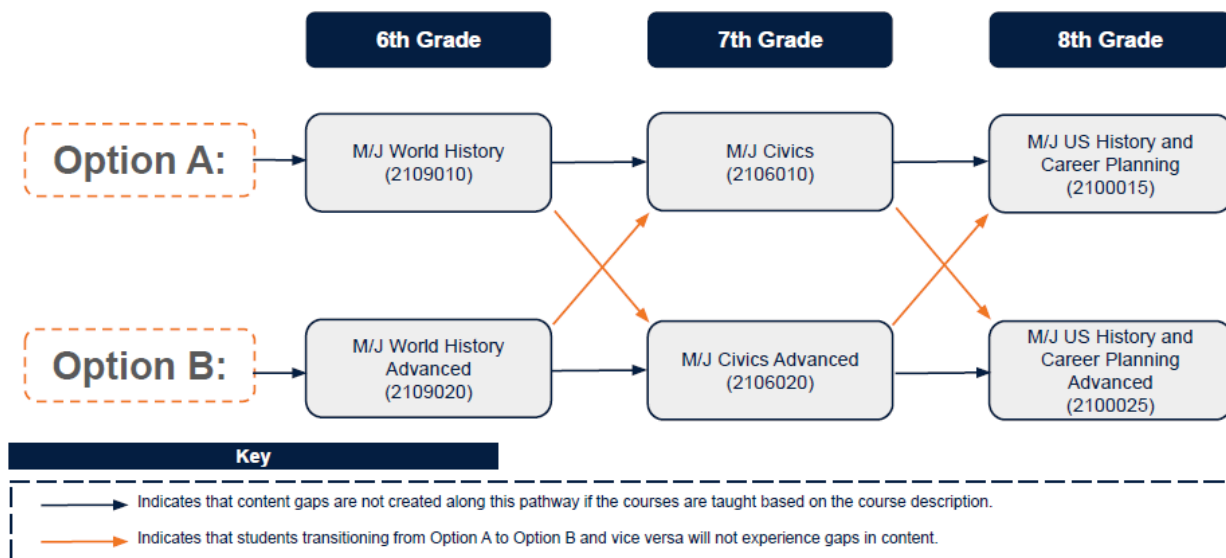 6th Grade
7th Grade
8th Grade
Option A:
M/J World History
(2109010)
M/J Civics
(2106010)
M/J US History and
Career Planning
(2100015)
Option B:
M/J World History
Advanced
(2109020)
M/J Civics Advanced
(2106020)
M/J US History and
Career Planning
Advanced
(2100025)
Key
Indicates that content gaps are not created along this pathway if the courses are taught based on the course description.
Indicates that students transitioning from Option A to Option B and vice versa will not experience gaps in content.